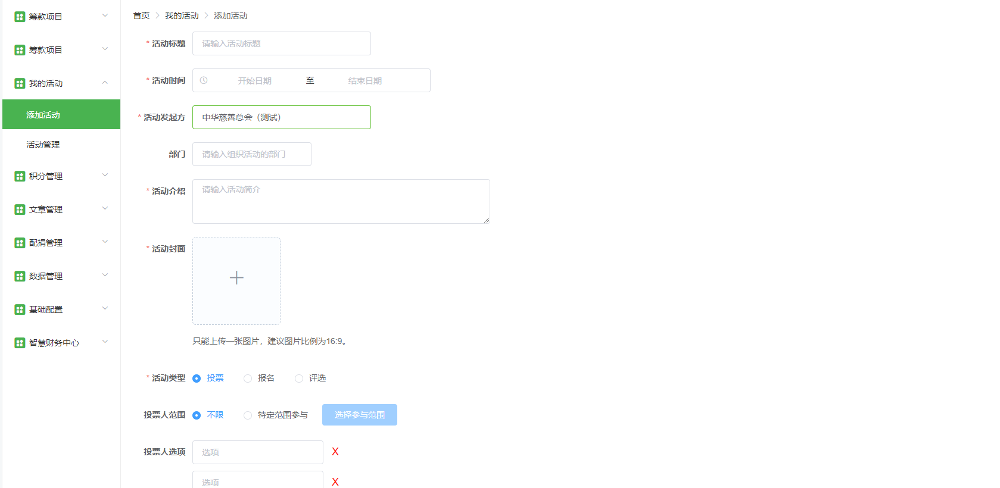 筹款项目
筹款项目
我的活动
添加活动
活动管理
积分管理
文章管理
配捐管理
数据管理
基础配置
智慧财务中心
首页 > 我的活动 > 添加活动
* 活动标题 请输入活动标题
* 活动时间 开始日期 至 结束日期
* 活动发起方 中华慈善总会（测试）
部门 请输入组织活动的部门
* 活动介绍 请输入活动简介
* 活动封面
只能上传一张图片，建议图片比例为16:9。
* 活动类型 投票 报名 评选
投票人范围 不限 特定范围参与 选择参与范围
投票人选项 选项 X
选项 X